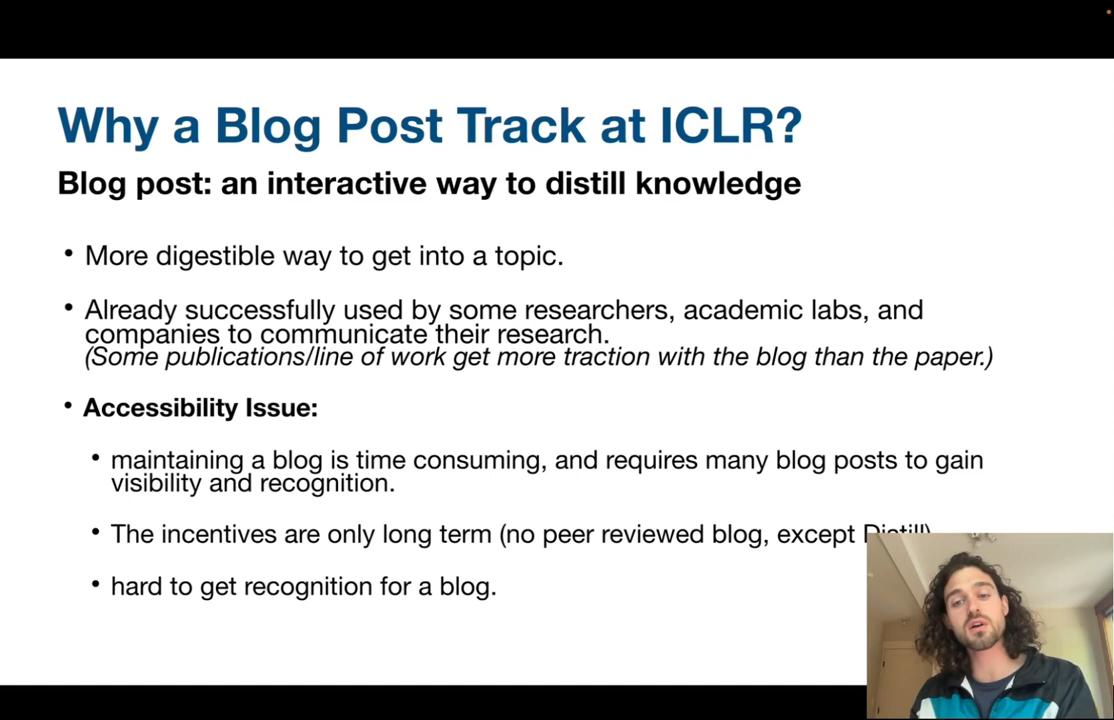 Why a Blog Post Track at ICLR?
Blog post: an interactive way to distill knowledge
• More digestible way to get into a topic.
• Already successfully used by some researchers, academic labs, and
companies to communicate their research.
(Some publications/line of work get more traction with the blog than the paper.)
• Accessibility Issue:
• maintaining a blog is time consuming, and requires many blog posts to gain
visibility and recognition.
• The incentives are only long term (no peer reviewed blog, except Distill)
• hard to get recognition for a blog.